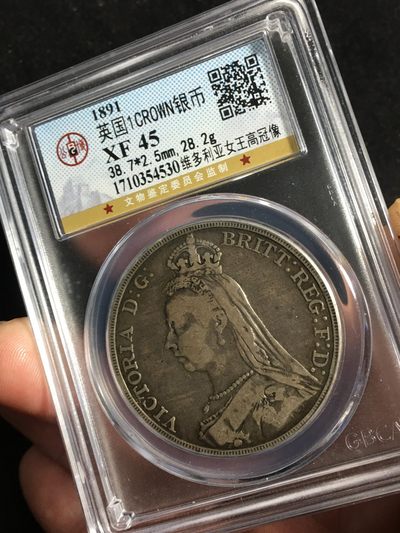 1891
英国1CROWN银币
XF 45
38.7*2.5mm,28.2g
1710354530维多利亚女王高冠像
★ 文物鉴定委员会监制 ★
VICTORIA D.G: BRITT·REG:F.D.
GBCA